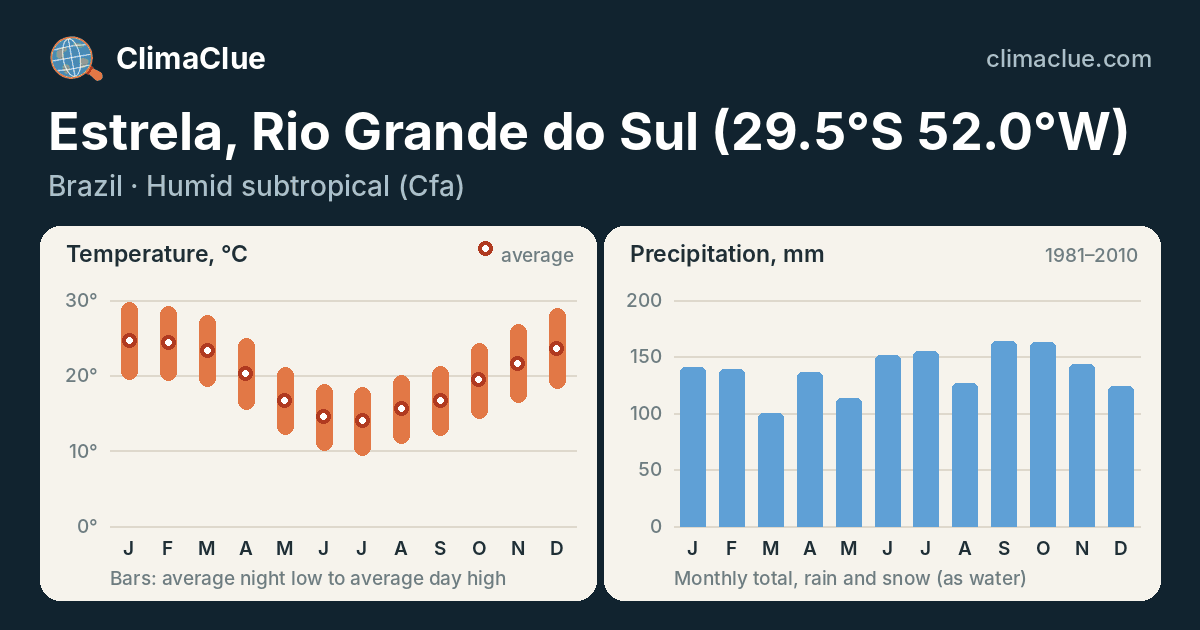 ClimaClue
climaclue.com
Estrela, Rio Grande do Sul (29.5°S 52.0°W)
Brazil · Humid subtropical (Cfa)
Temperature, °C
average
30°
20°
10°
0°
J F M A M J J A S O N D
Bars: average night low to average day high
Precipitation, mm
1981–2010
200
150
100
50
0
J F M A M J J A S O N D
Monthly total, rain and snow (as water)